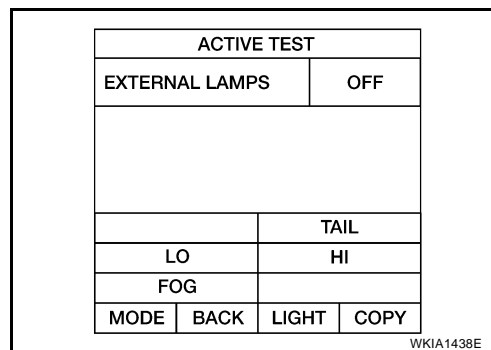 ACTIVE TEST
EXTERNAL LAMPS OFF
TAIL
LO HI
FOG
MODE BACK LIGHT COPY
WKIA1438E